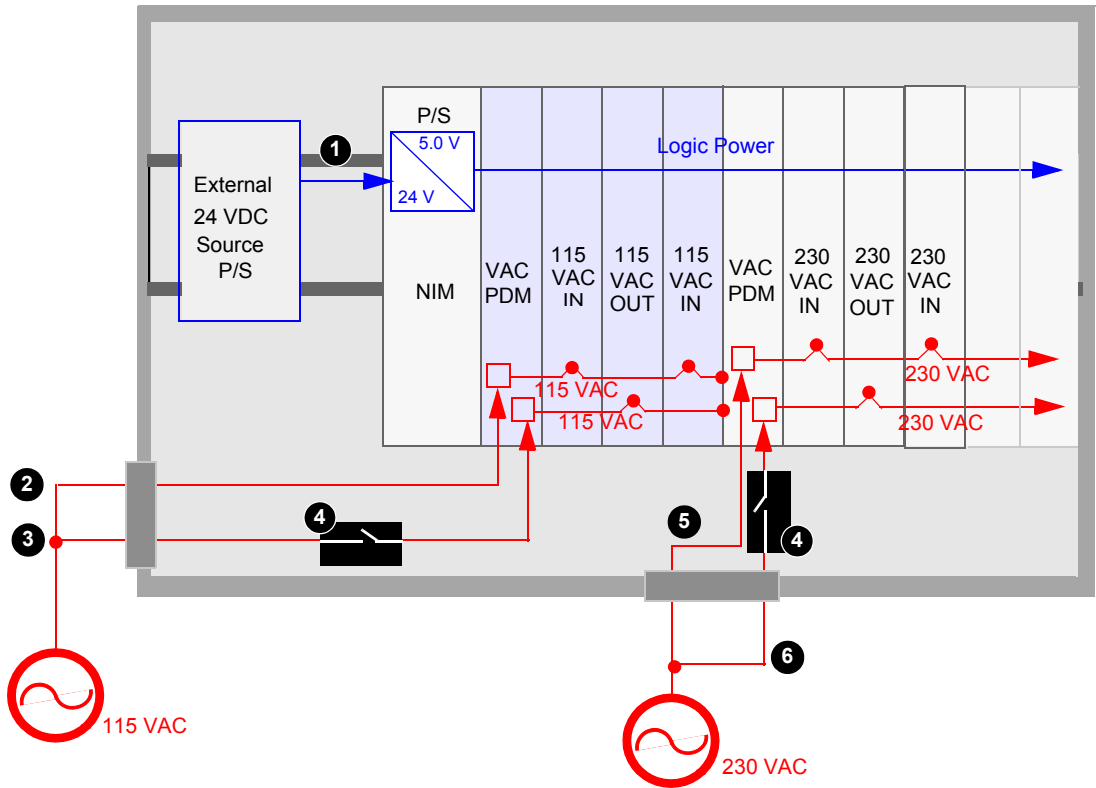 P/S
5.0 V
24 V
NIM
1
External
24 VDC
Source
P/S
Logic Power
VAC
PDM
115
VAC
IN
115
VAC
OUT
115
VAC
IN
VAC
PDM
230
VAC
IN
230
VAC
OUT
230
VAC
IN
115 VAC
115 VAC
230 VAC
230 VAC
2
3
4
5
4
6
115 VAC
230 VAC